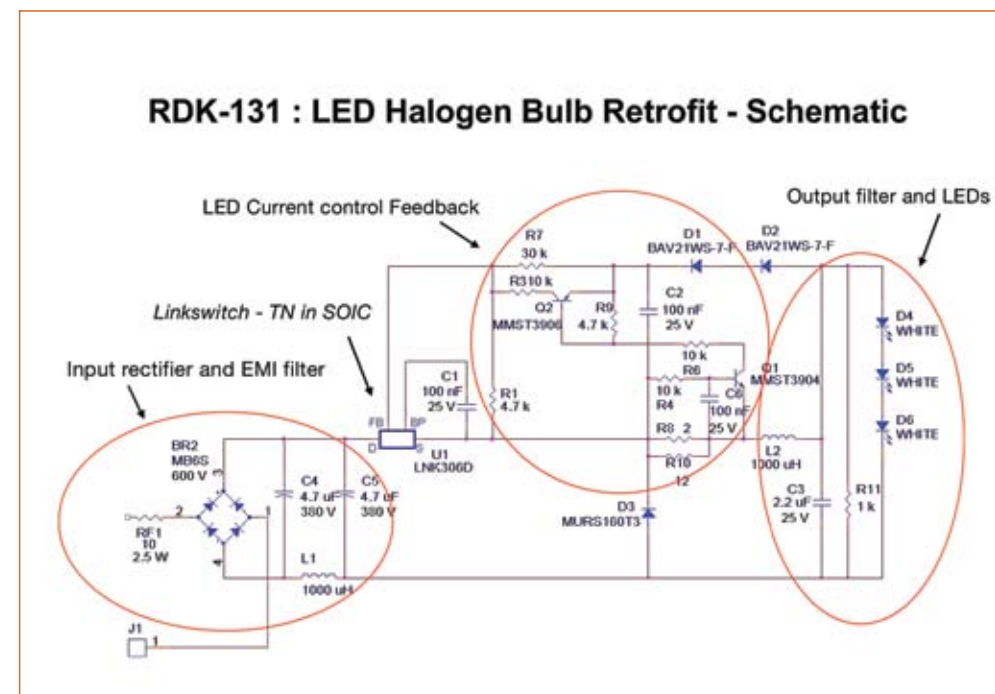 RDK-131 : LED Halogen Bulb Retrofit - Schematic
Output filter and LEDs
LED Current control Feedback
Linkswitch - TN in SOIC
Input rectifier and EMI filter
R7
30 k
R310 k
Q2
MMST3906
R9
4.7 k
D1
BAV21WS-7-F
D2
BAV21WS-7-F
C2
100 nF
25 V
10 k
R6
Q1
MMST3904
10 k
R4
C6
100 nF
25 V
R8 2
R10
12
R1
4.7 k
C1
100 nF
25 V
FB
BP
D
S
U1
LNK306D
L2
1000 uH
C3
2.2 uF
25 V
R11
1 k
D4
WHITE
D5
WHITE
D6
WHITE
D3
MURS160T3
BR2
MB6S
600 V
3
2
1
4
C4
4.7 uF
380 V
C5
4.7 uF
380 V
RF1
10
2.5 W
L1
1000 uH
J1
1